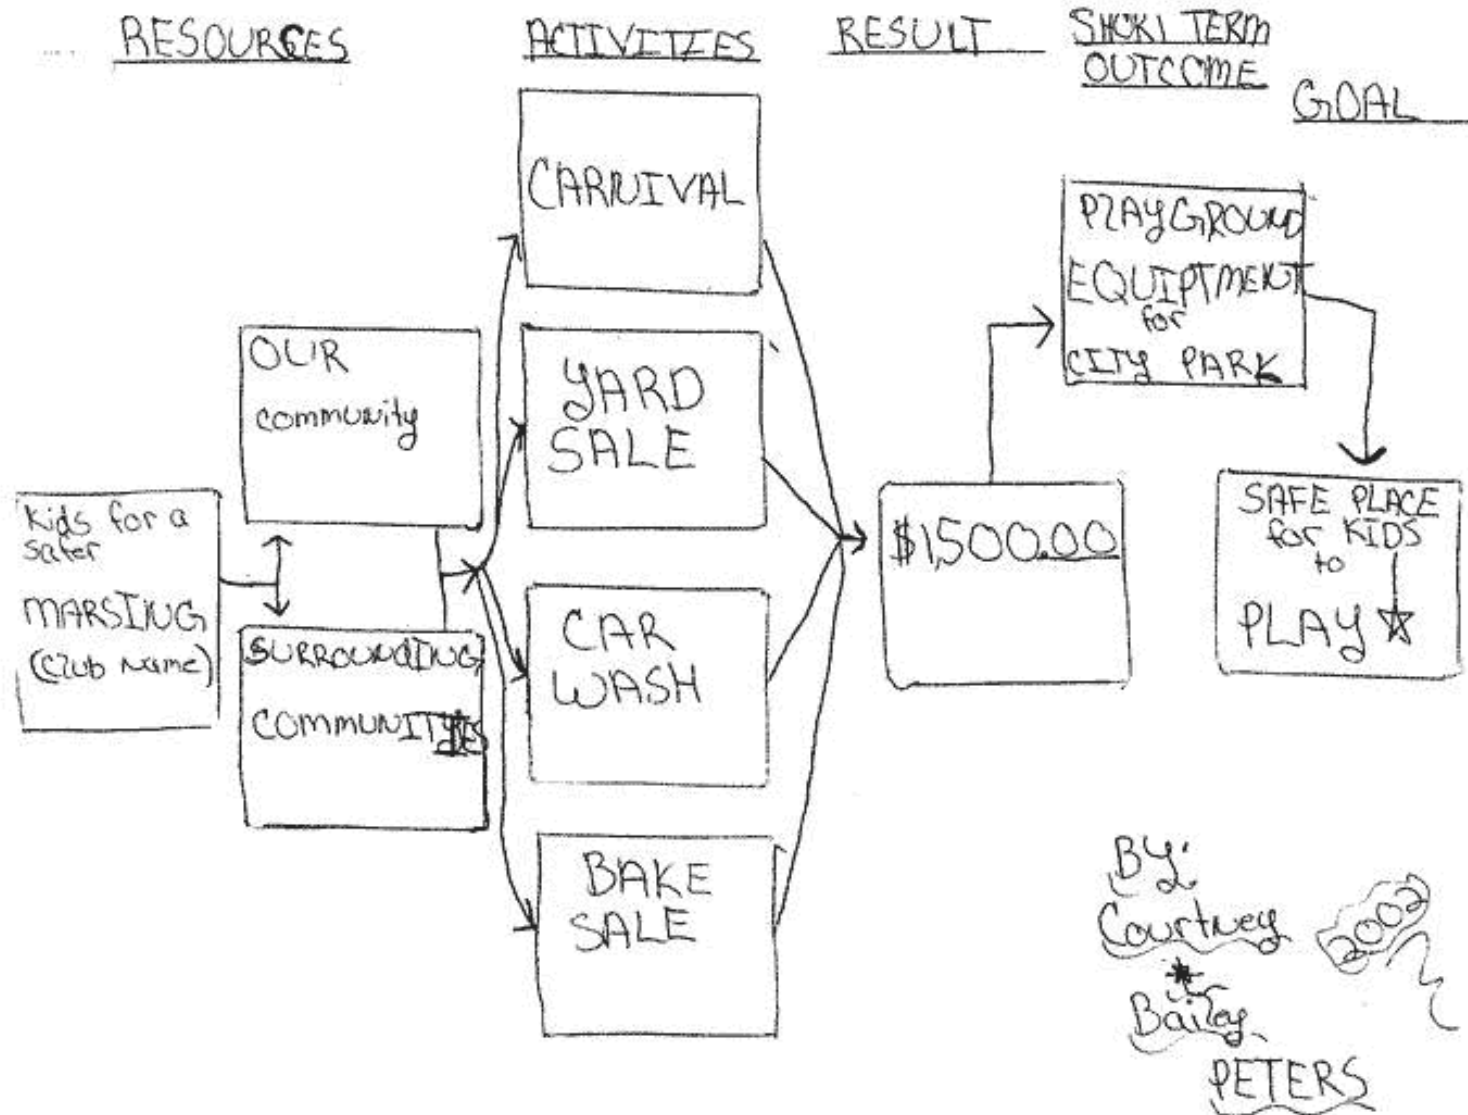 RESOURCES
ACTIVITIES
RESULT
SHORT TERM
OUTCOME
GOAL
CARNIVAL
PLAYGROUND
EQUIPTMENT
for
CITY PARK
OUR
community
YARD
SALE
Kids for a
safer
MARSING
(Club Name)
SURROUNDING
COMMUNITIES
CAR
WASH
$1,500.00
SAFE PLACE
for KIDS
to
PLAY
BAKE
SALE
BY:
Courtney
Bailey
PETERS
2002